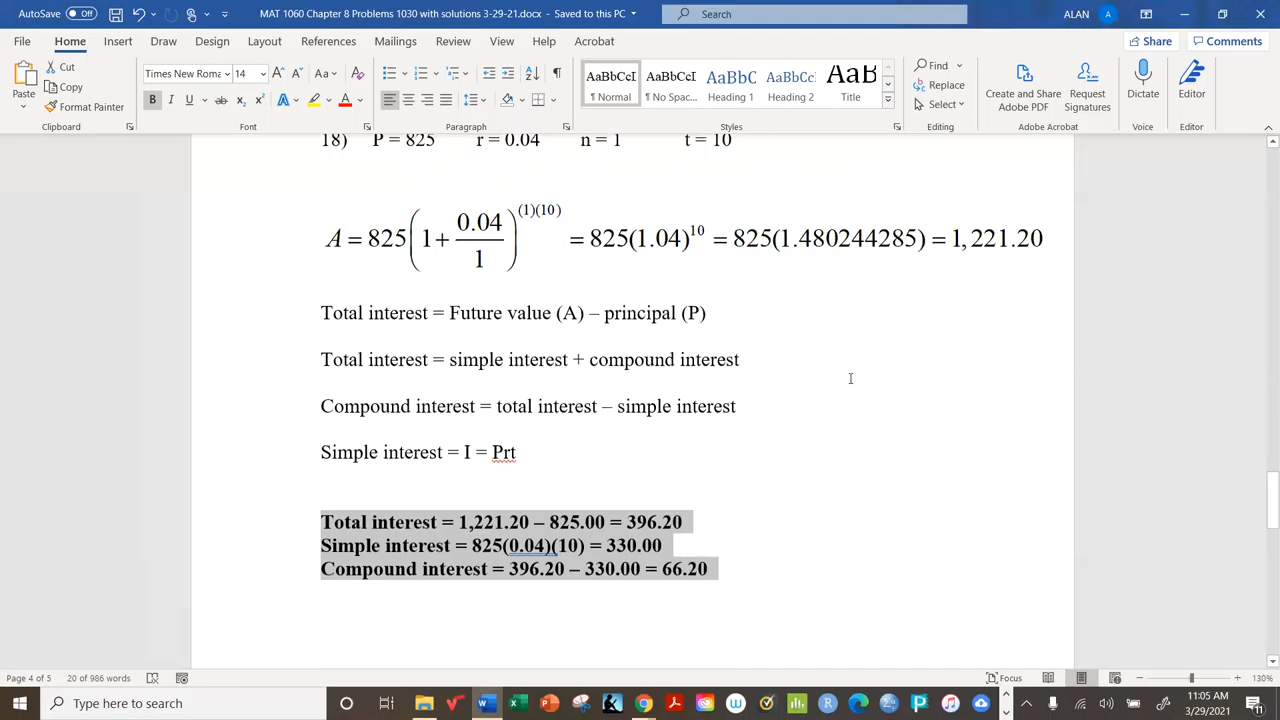 AutoSave Off MAT 1060 Chapter 8 Problems 1030 with solutions 3-29-21.docx - Saved to this PC Search ALAN A
File Home Insert Draw Design Layout References Mailings Review View Help Acrobat Share Comments
Paste Cut Copy Format Painter
Times New Roma 14
AaBbCcI AaBbCcI AaBbC AaBbCc AaB
¶ Normal ¶ No Spac... Heading 1 Heading 2 Title
Find Replace Select
Create and Share Adobe PDF Request Signatures Dictate Editor
Clipboard Font Paragraph Styles Editing Adobe Acrobat Voice Editor
18) P = 825 r = 0.04 n = 1 t = 10
A = 825(1 + 0.04/1)^(1)(10) = 825(1.04)^10 = 825(1.480244285) = 1,221.20
Total interest = Future value (A) – principal (P)
Total interest = simple interest + compound interest
Compound interest = total interest – simple interest
Simple interest = I = Prt
Total interest = 1,221.20 – 825.00 = 396.20
Simple interest = 825(0.04)(10) = 330.00
Compound interest = 396.20 – 330.00 = 66.20
Page 4 of 5 20 of 986 words Focus 130%
Type here to search 11:05 AM
3/29/2021